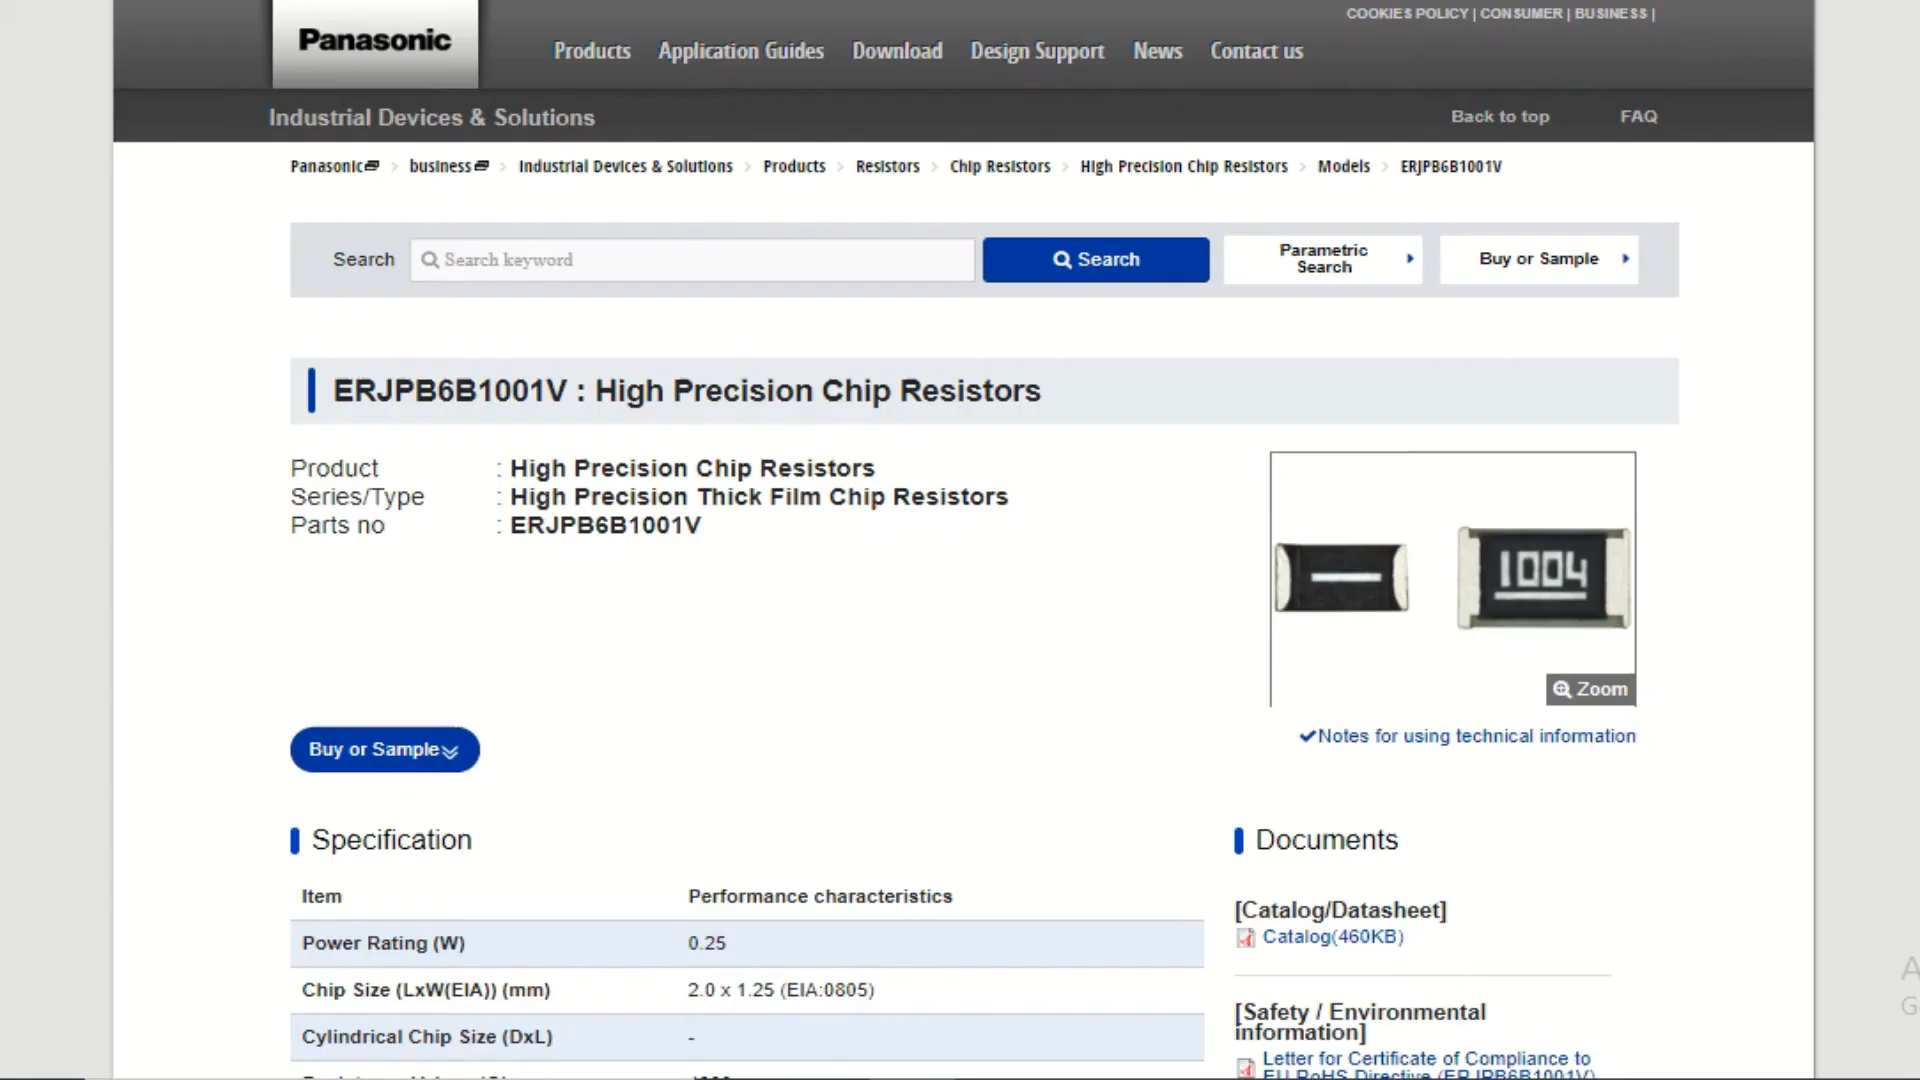 COOKIES POLICY | CONSUMER | BUSINESS |
Panasonic
Products Application Guides Download Design Support News Contact us
Industrial Devices & Solutions Back to top FAQ
Panasonic > business > Industrial Devices & Solutions > Products > Resistors > Chip Resistors > High Precision Chip Resistors > Models > ERJPB6B1001V
Search Search keyword Search Parametric Search Buy or Sample
ERJPB6B1001V : High Precision Chip Resistors
Product : High Precision Chip Resistors
Series/Type : High Precision Thick Film Chip Resistors
Parts no : ERJPB6B1001V
1004
Zoom
Notes for using technical information
Buy or Sample
Specification
Item Performance characteristics
Power Rating (W) 0.25
Chip Size (LxW(EIA)) (mm) 2.0 x 1.25 (EIA:0805)
Cylindrical Chip Size (DxL) -
Documents
[Catalog/Datasheet]
Catalog(460KB)
[Safety / Environmental
information]
Letter for Certificate of Compliance to
EU RoHS Directive (ERJPB6B1001V)